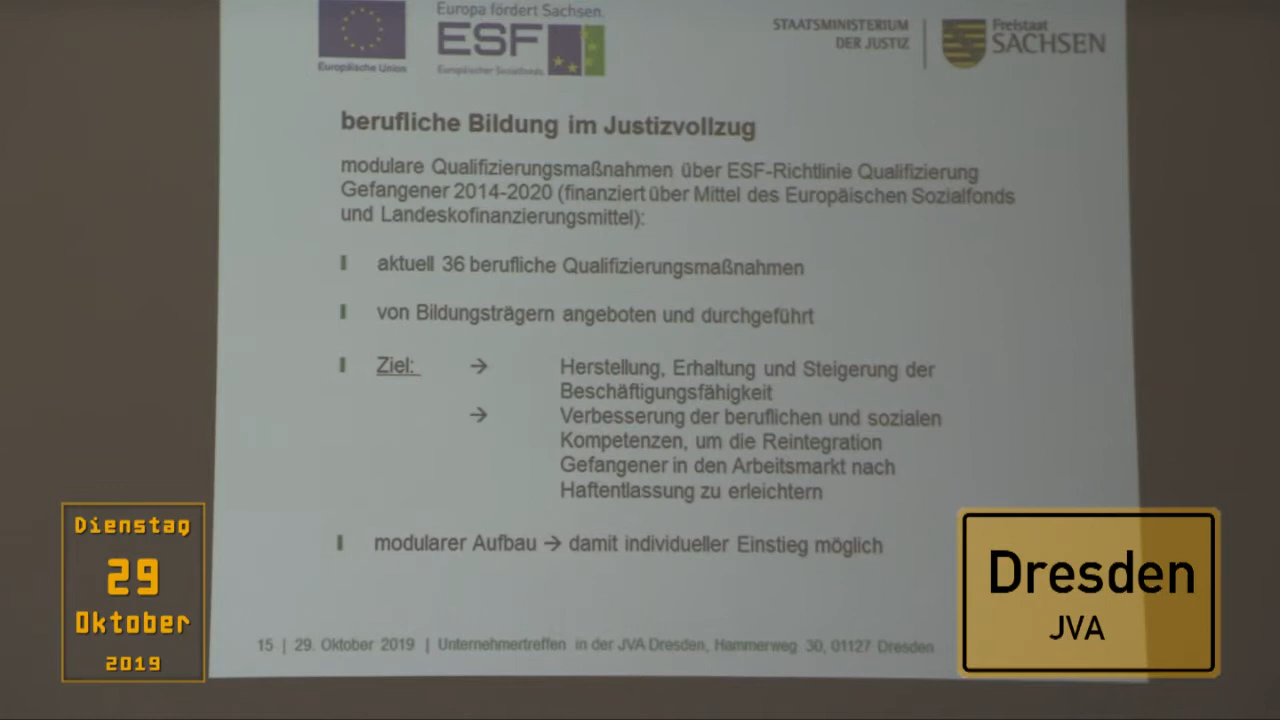 Europa fördert Sachsen.
ESF
Europäische Union
Europäischer Sozialfonds
STAATSMINISTERIUM
DER JUSTIZ
Freistaat
SACHSEN
berufliche Bildung im Justizvollzug
modulare Qualifizierungsmaßnahmen über ESF-Richtlinie Qualifizierung
Gefangener 2014-2020 (finanziert über Mittel des Europäischen Sozialfonds
und Landeskofinanzierungsmittel):
aktuell 36 berufliche Qualifizierungsmaßnahmen
von Bildungsträgern angeboten und durchgeführt
Ziel: → Herstellung, Erhaltung und Steigerung der
Beschäftigungsfähigkeit
→ Verbesserung der beruflichen und sozialen
Kompetenzen, um die Reintegration
Gefangener in den Arbeitsmarkt nach
Haftentlassung zu erleichtern
modularer Aufbau → damit individueller Einstieg möglich
15 | 29. Oktober 2019 | Unternehmertreffen in der JVA Dresden, Hammerweg 30, 01127 Dresden
Dienstag
29
Oktober
2019
Dresden
JVA